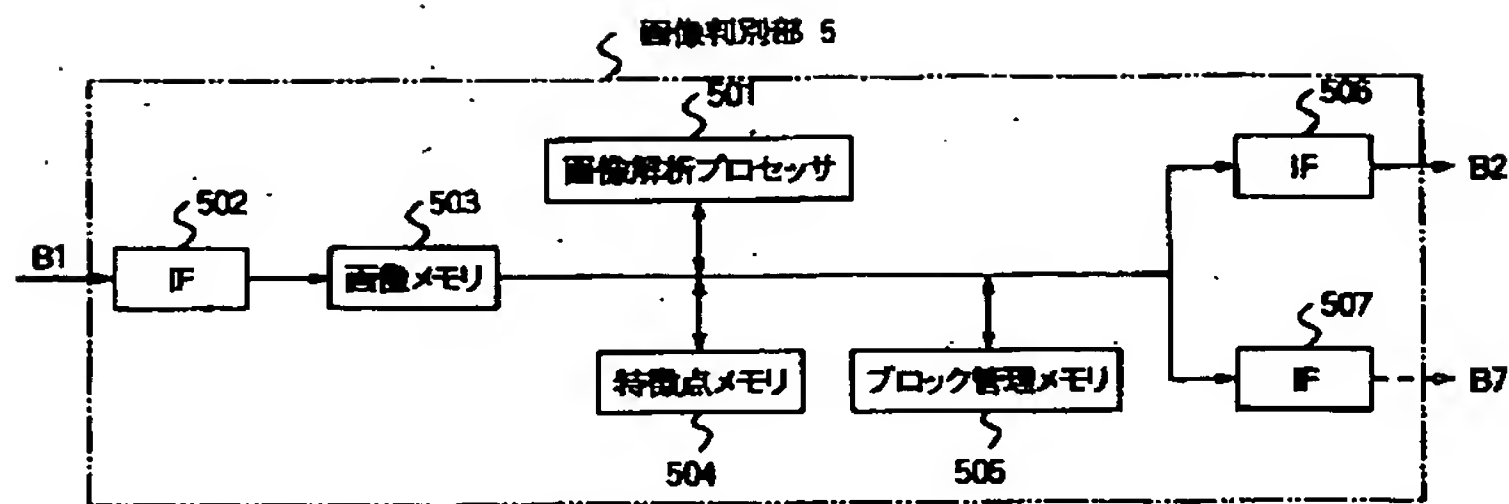 画像判別部 5
501
506
画像解析プロセッサ
IF
B2
502
503
B1
IF
画像メモリ
507
特徴点メモリ
ブロック管理メモリ
IF
B7
504
505